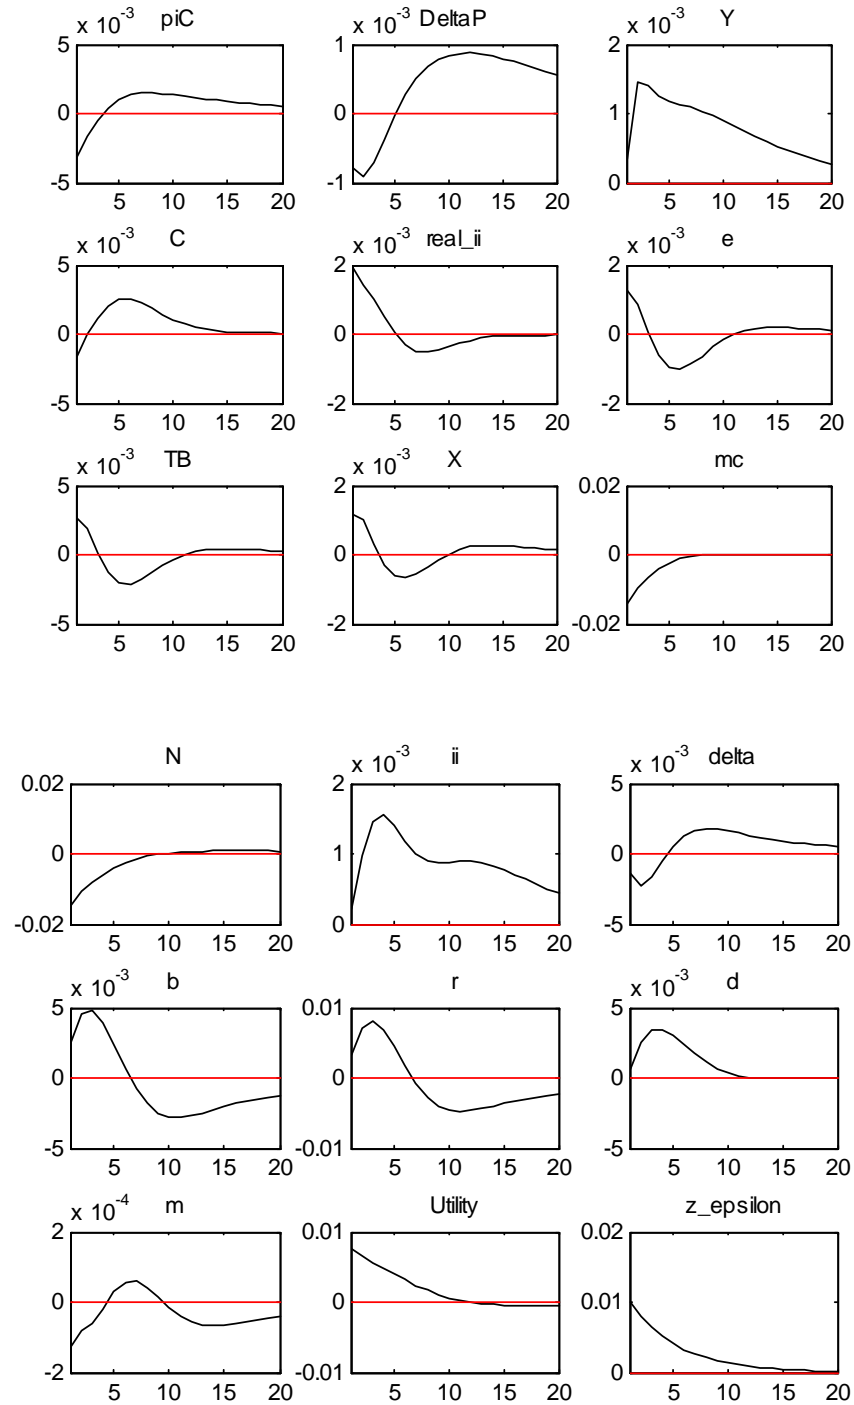 x 10-3 piC
5
0
-5
5 10 15 20
x 10-3 DeltaP
1
0
-1
5 10 15 20
x 10-3 Y
2
1
0
5 10 15 20
x 10-3 C
5
0
-5
5 10 15 20
x 10-3 real_ii
2
0
-2
5 10 15 20
x 10-3 e
2
0
-2
5 10 15 20
x 10-3 TB
5
0
-5
5 10 15 20
x 10-3 X
2
0
-2
5 10 15 20
mc
0.02
0
-0.02
5 10 15 20
N
0.02
0
-0.02
5 10 15 20
x 10-3 ii
2
1
0
5 10 15 20
x 10-3 delta
5
0
-5
5 10 15 20
x 10-3 b
5
0
-5
5 10 15 20
r
0.01
0
-0.01
5 10 15 20
x 10-3 d
5
0
-5
5 10 15 20
x 10-4 m
2
0
-2
5 10 15 20
Utility
0.01
0
-0.01
5 10 15 20
z_epsilon
0.02
0.01
0
5 10 15 20